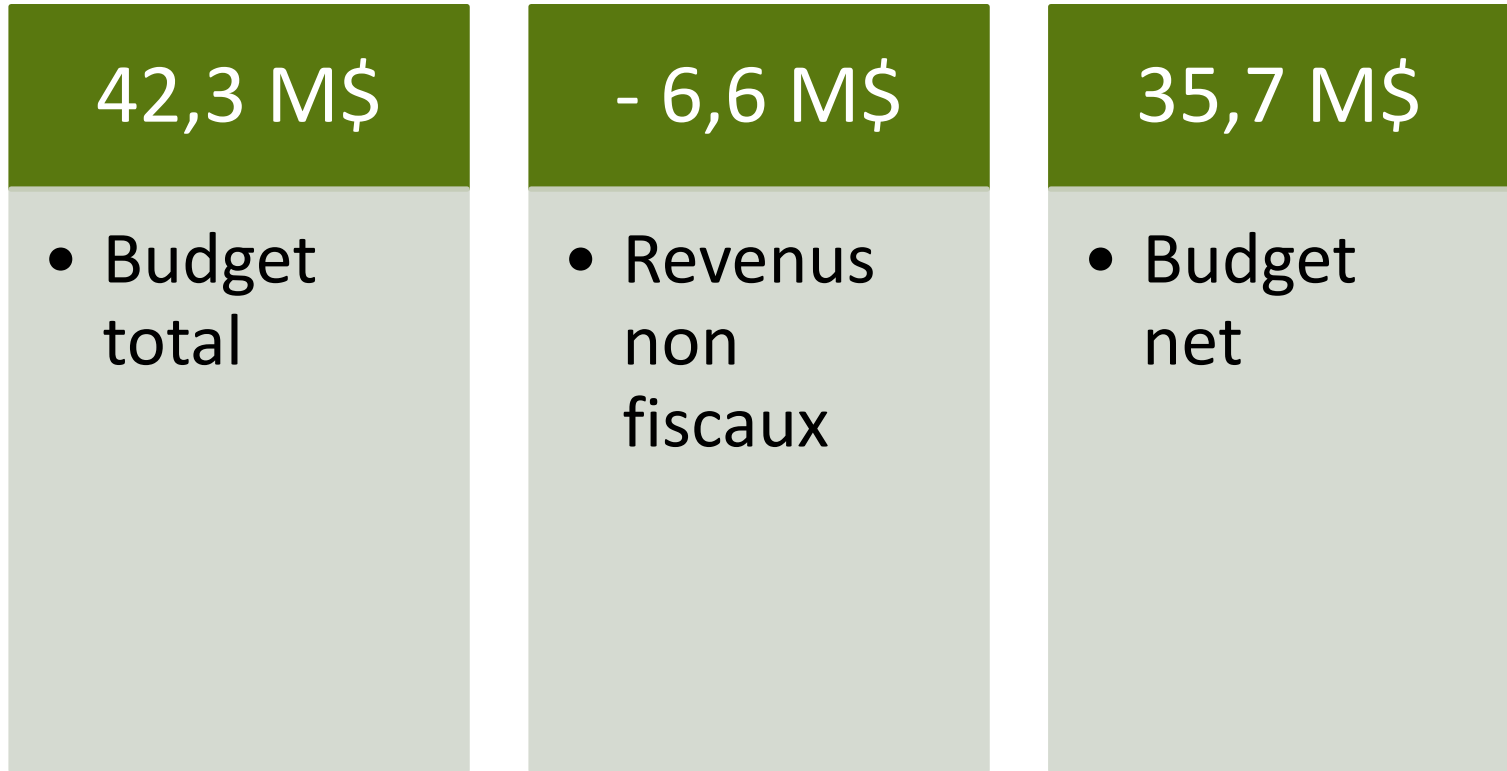 42,3 M$
• Budget
total
- 6,6 M$
• Revenus
non
fiscaux
35,7 M$
• Budget
net